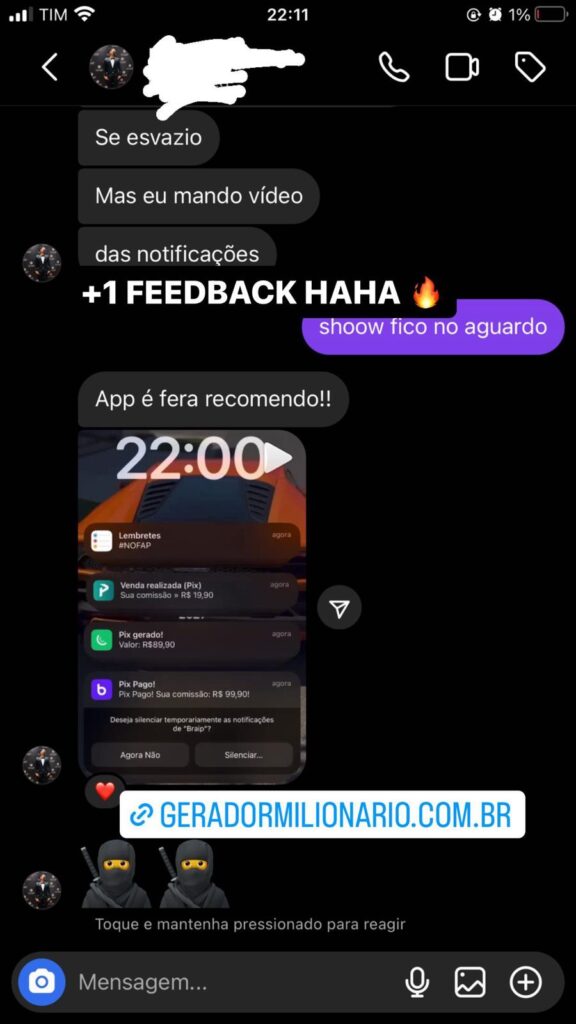 TIM
22:11
1%
Se esvazio
Mas eu mando vídeo
das notificações
+1 FEEDBACK HAHA 🔥
shoow fico no aguardo
App é fera recomendo!!
22:00
Lembretes
agora
#NOFAP
Venda realizada (Pix)
agora
Sua comissão » R$ 19,90
Pix gerado!
agora
Valor: R$89,90
Pix Pago!
agora
Pix Pago! Sua comissão: R$ 99,90!
Deseja silenciar temporariamente as notificações
de "Braip"?
Agora Não
Silenciar...
GERADORMILIONARIO.COM.BR
Toque e mantenha pressionado para reagir
Mensagem...